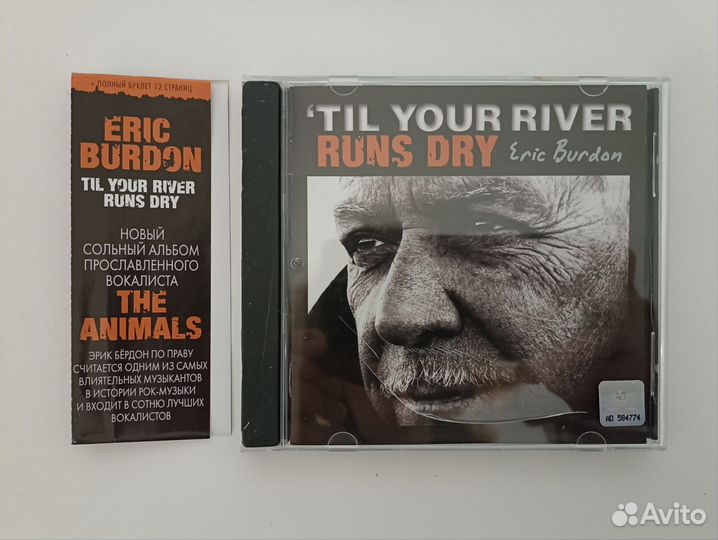 + ПОЛНЫЙ БУКЛЕТ 12 СТРАНИЦ
ERIC
BURDON
TIL YOUR RIVER
RUNS DRY
НОВЫЙ
СОЛЬНЫЙ АЛЬБОМ
ПРОСЛАВЛЕННОГО
ВОКАЛИСТА
THE
ANIMALS
ЭРИК БЁРДОН ПО ПРАВУ
СЧИТАЕТСЯ ОДНИМ ИЗ САМЫХ
ВЛИЯТЕЛЬНЫХ МУЗЫКАНТОВ
В ИСТОРИИ РОК-МУЗЫКИ
И ВХОДИТ В СОТНЮ ЛУЧШИХ
ВОКАЛИСТОВ
'TIL YOUR RIVER
RUNS DRY Eric Burdon
AD 584774
Avito